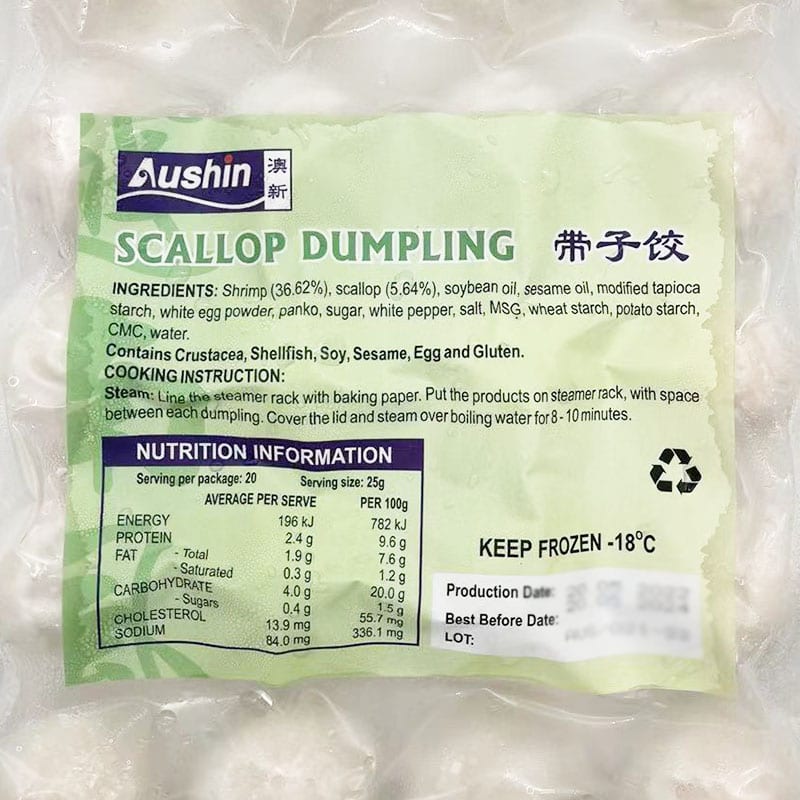 Aushin 澳新
SCALLOP DUMPLING 带子饺
INGREDIENTS: Shrimp (36.62%), scallop (5.64%), soybean oil, sesame oil, modified tapioca
starch, white egg powder, panko, sugar, white pepper, salt, MSG, wheat starch, potato starch,
CMC, water.
Contains Crustacea, Shellfish, Soy, Sesame, Egg and Gluten.
COOKING INSTRUCTION:
Steam: Line the steamer rack with baking paper. Put the products on steamer rack, with space
between each dumpling. Cover the lid and steam over boiling water for 8-10 minutes.
NUTRITION INFORMATION
Serving per package: 20 Serving size: 25g
AVERAGE PER SERVE PER 100g
ENERGY 196 kJ 782 kJ
PROTEIN 2.4 g 9.6 g
FAT - Total 1.9 g 7.6 g
- Saturated 0.3 g 1.2 g
CARBOHYDRATE 4.0 g 20.0 g
- Sugars 0.4 g 1.5 g
CHOLESTEROL 13.9 mg 55.7 mg
SODIUM 84.0 mg 336.1 mg
KEEP FROZEN -18°C
Production Date:
Best Before Date:
LOT: